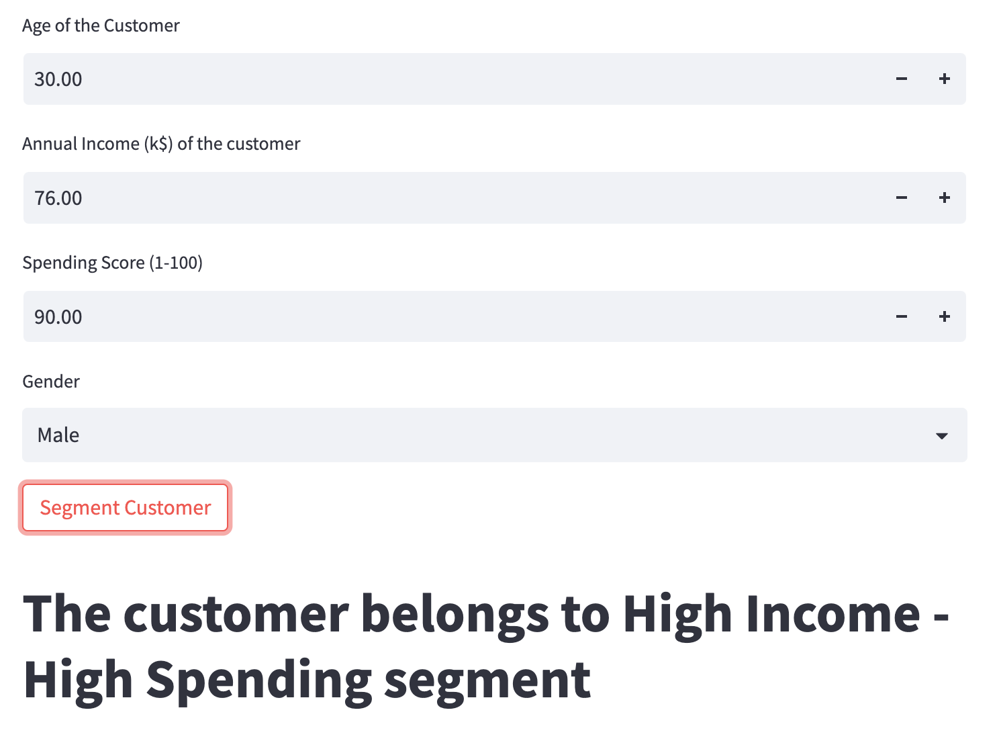 Age of the Customer
30.00
Annual Income (k$) of the customer
76.00
Spending Score (1-100)
90.00
Gender
Male
Segment Customer
The customer belongs to High Income -
High Spending segment